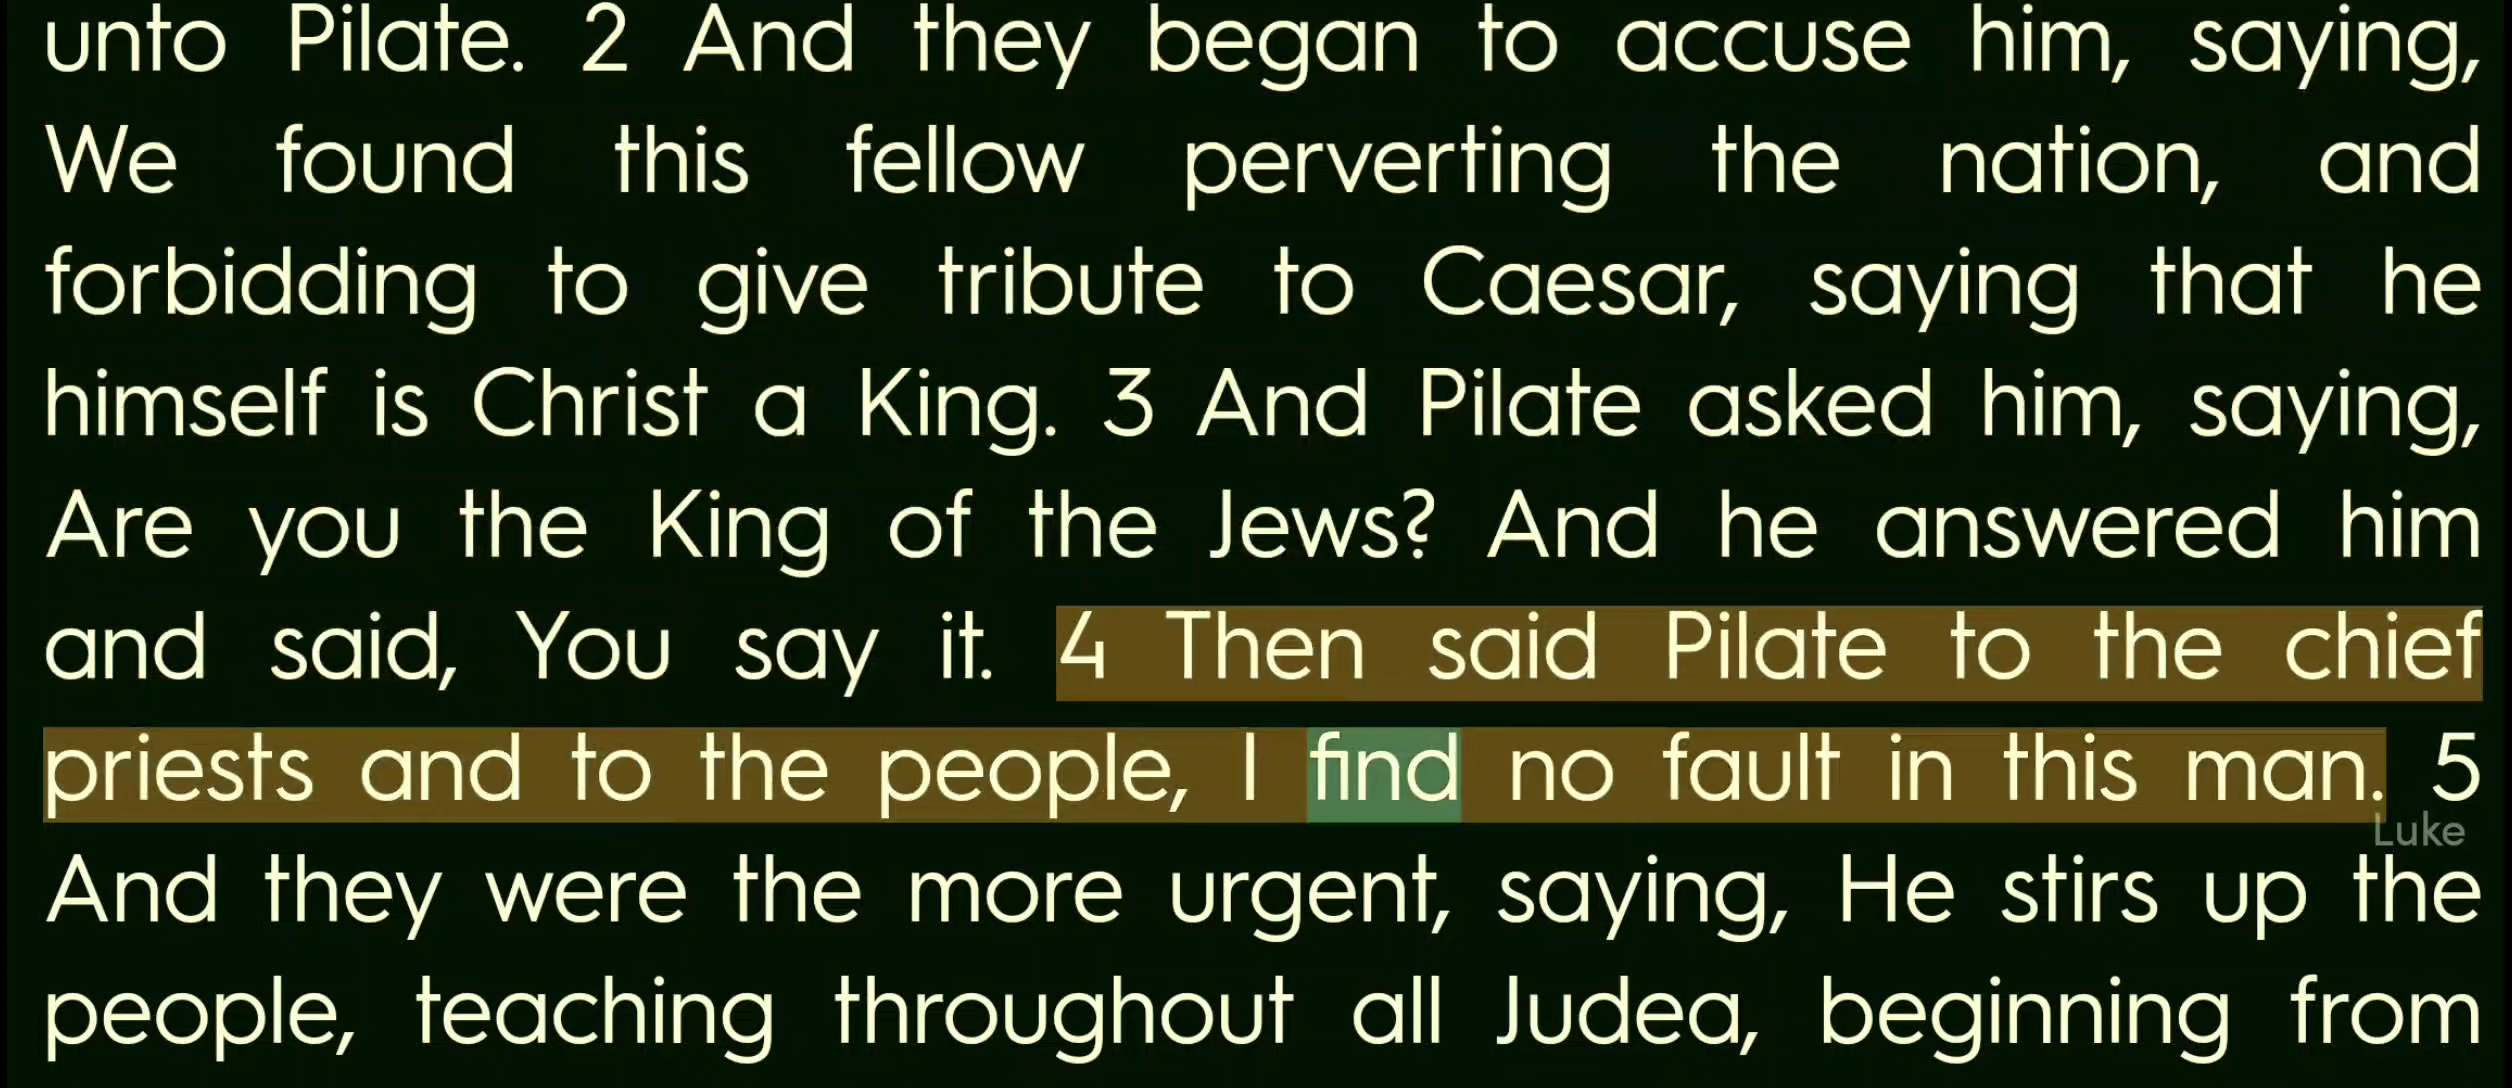 unto Pilate. 2 And they began to accuse him, saying,
We found this fellow perverting the nation, and
forbidding to give tribute to Caesar, saying that he
himself is Christ a King. 3 And Pilate asked him, saying,
Are you the King of the Jews? And he answered him
and said, You say it. 4 Then said Pilate to the chief
priests and to the people, I find no fault in this man. 5
Luke
And they were the more urgent, saying, He stirs up the
people, teaching throughout all Judea, beginning from